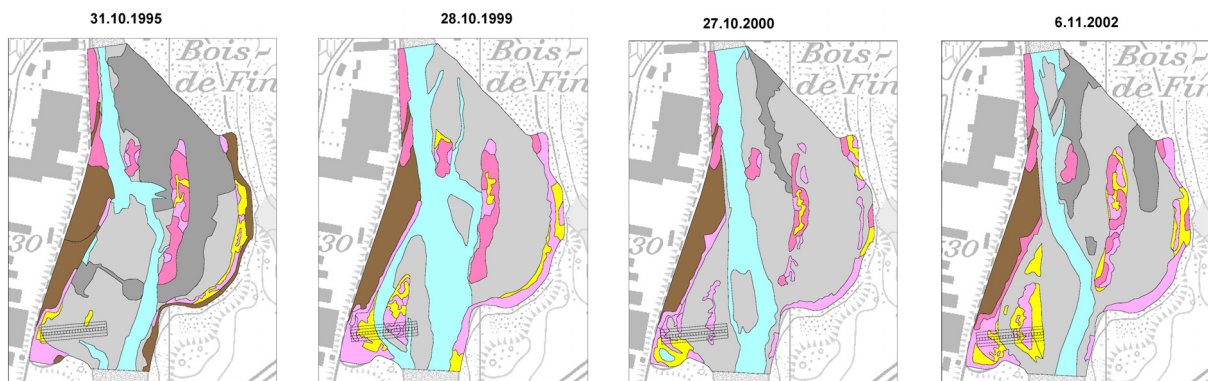 31.10.1995
28.10.1999
27.10.2000
6.11.2002
Bois-
de Fin
30
Bois-
de Fin
30
Bois-
de Fin
30
Bois-
de Fin
30